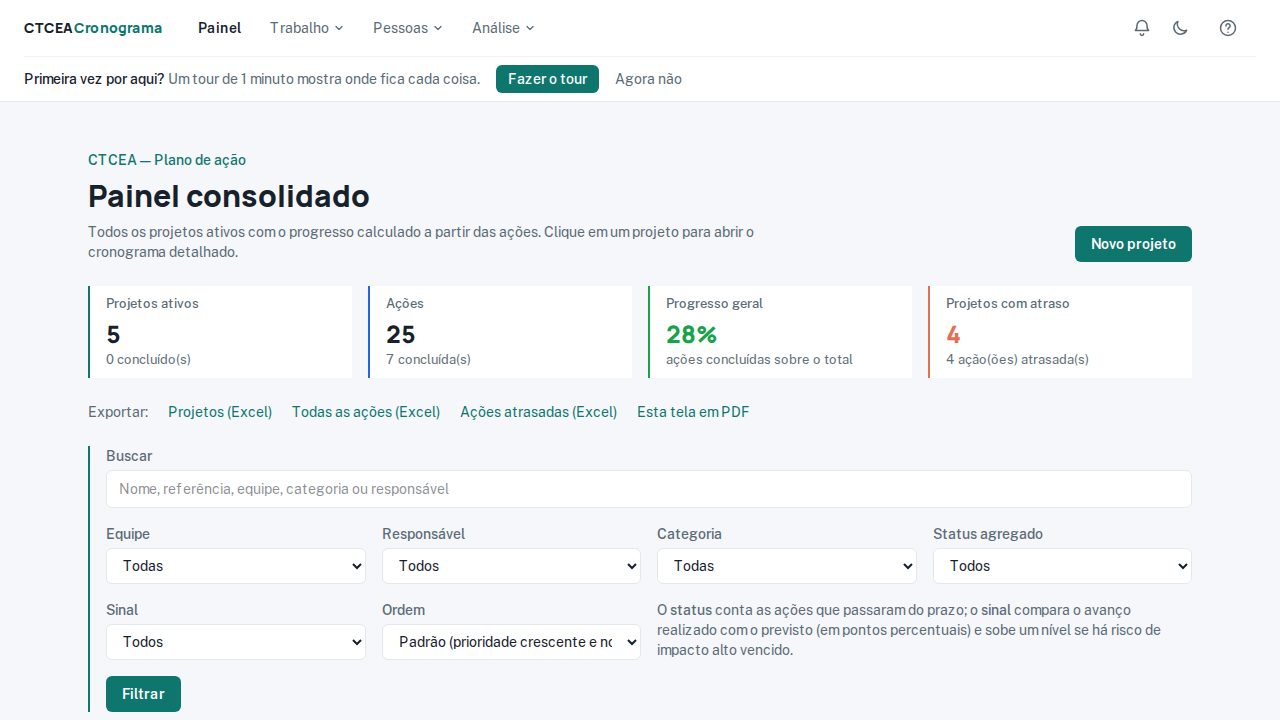 CTCEACronograma Painel Trabalho Pessoas Análise
Primeira vez por aqui? Um tour de 1 minuto mostra onde fica cada coisa. Fazer o tour Agora não
CTCEA — Plano de ação
Painel consolidado
Todos os projetos ativos com o progresso calculado a partir das ações. Clique em um projeto para abrir o
cronograma detalhado.
Novo projeto
Projetos ativos
5
0 concluído(s)
Ações
25
7 concluída(s)
Progresso geral
28%
ações concluídas sobre o total
Projetos com atraso
4
4 ação(ões) atrasada(s)
Exportar: Projetos (Excel) Todas as ações (Excel) Ações atrasadas (Excel) Esta tela em PDF
Buscar
Nome, referência, equipe, categoria ou responsável
Equipe Responsável Categoria Status agregado
Todas Todos Todas Todos
Sinal Ordem
Todos Padrão (prioridade crescente e no
O status conta as ações que passaram do prazo; o sinal compara o avanço
realizado com o previsto (em pontos percentuais) e sobe um nível se há risco de
impacto alto vencido.
Filtrar